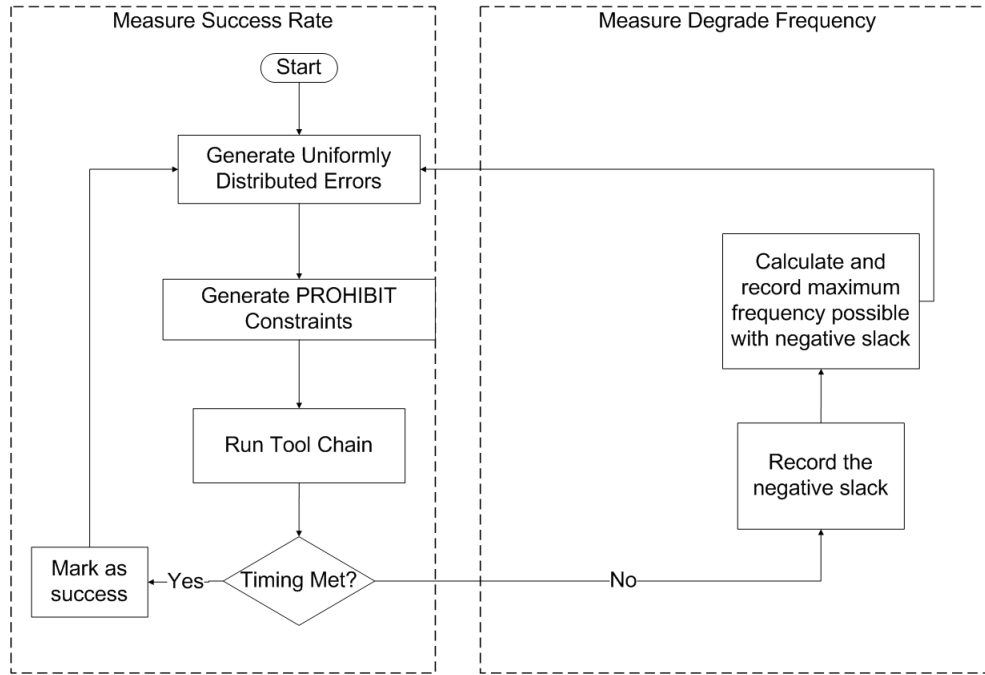 Measure Success Rate
Measure Degrade Frequency
Start
Generate Uniformly
Distributed Errors
Generate PROHIBIT
Constraints
Run Tool Chain
Timing Met?
Yes
Mark as
success
No
Record the
negative slack
Calculate and
record maximum
frequency possible
with negative slack